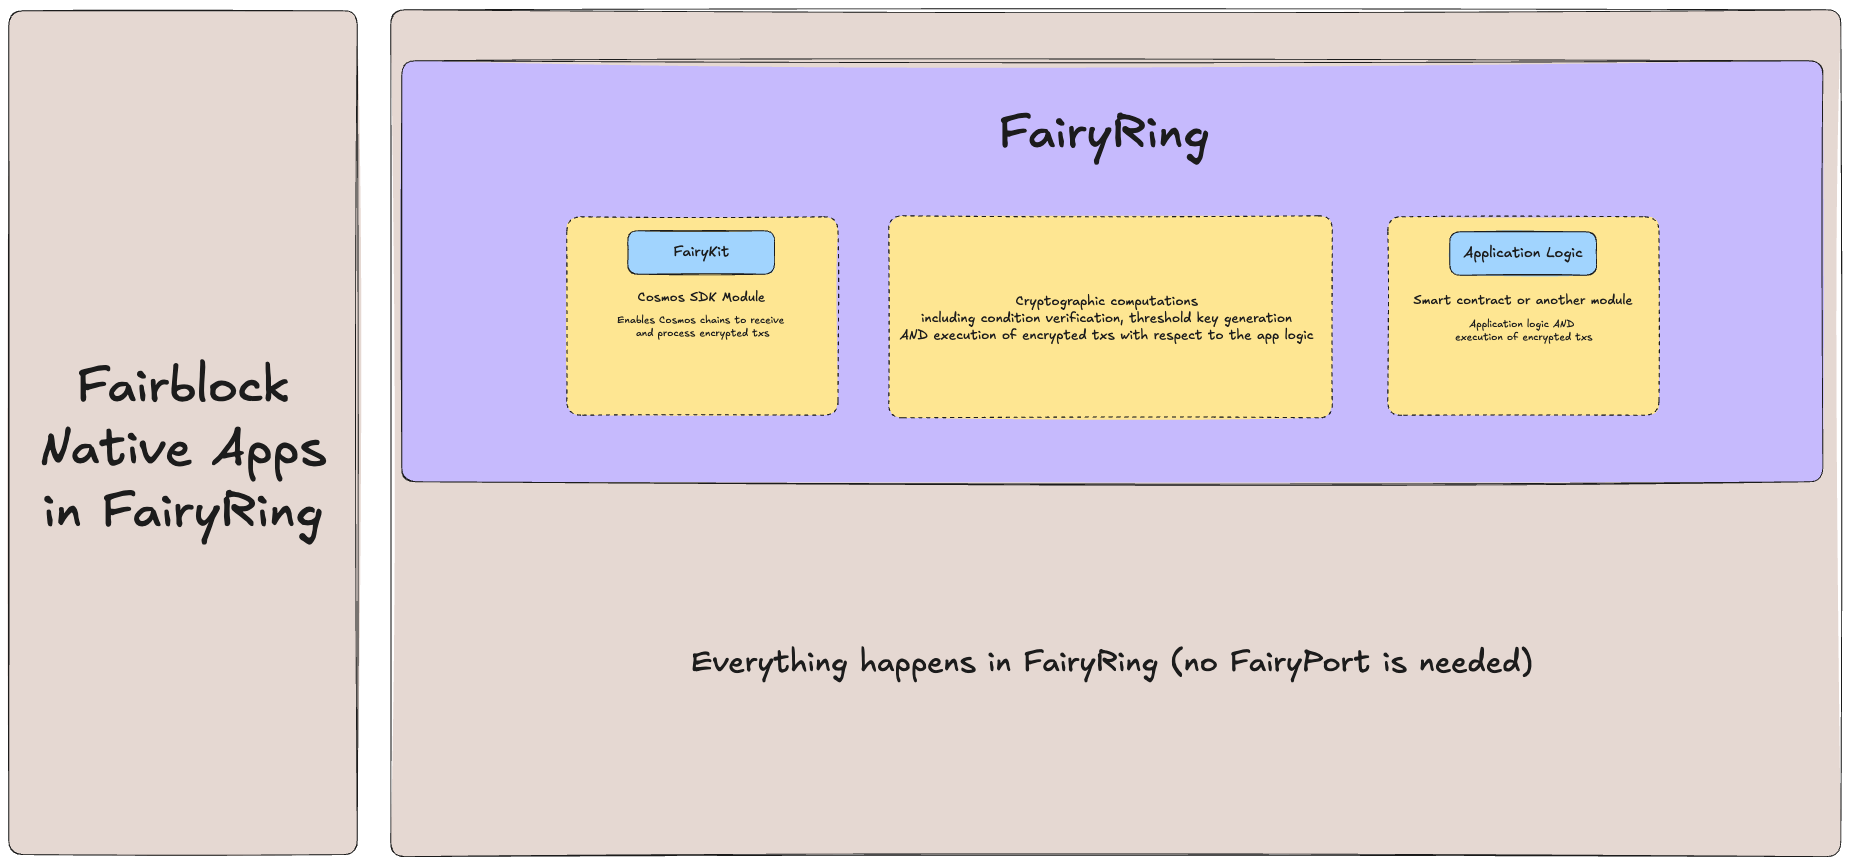 Fairblock
Native Apps
in FairyRing
FairyRing
FairyKit
Cosmos SDK Module
Enables Cosmos chains to receive
and process encrypted txs
Cryptographic computations
including condition verification, threshold key generation
AND execution of encrypted txs with respect to the app logic
Application Logic
Smart contract or another module
Application logic AND
execution of encrypted txs
Everything happens in FairyRing (no FairyPort is needed)